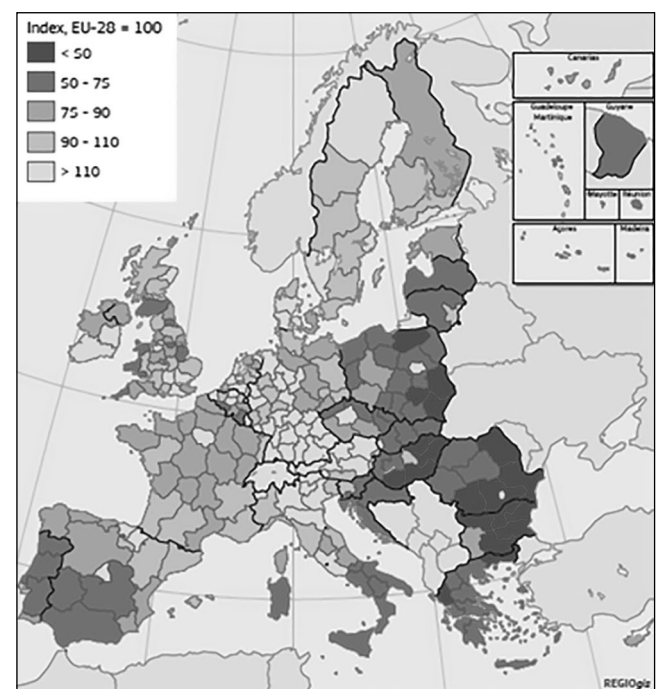 Index, EU-28 = 100
< 50
50 - 75
75 - 90
90 - 110
> 110
Canarias
Guadeloupe
Martinique
Guyane
Mayotte
Réunion
Açores
Madeira
REGIOgis